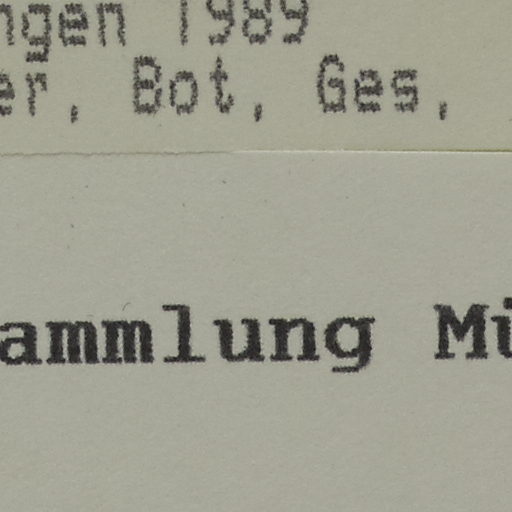 ngen 1989
er, Bot, Ges,
ammlung Mü